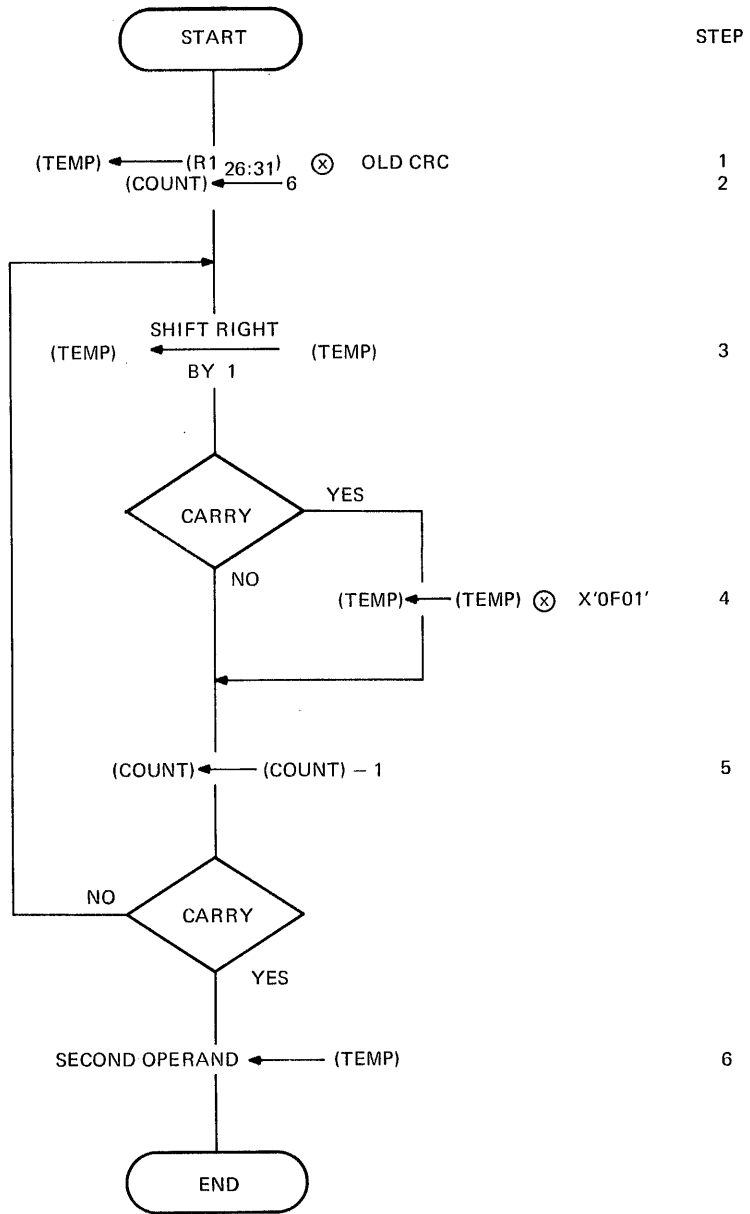 START STEP
(TEMP) (R1 26:31) ⊗ OLD CRC 1
(COUNT) 6 2
SHIFT RIGHT
(TEMP) (TEMP) 3
BY 1
YES
CARRY
NO
(TEMP) (TEMP) ⊗ X'0F01' 4
(COUNT) (COUNT) – 1 5
NO
CARRY
YES
SECOND OPERAND (TEMP) 6
END